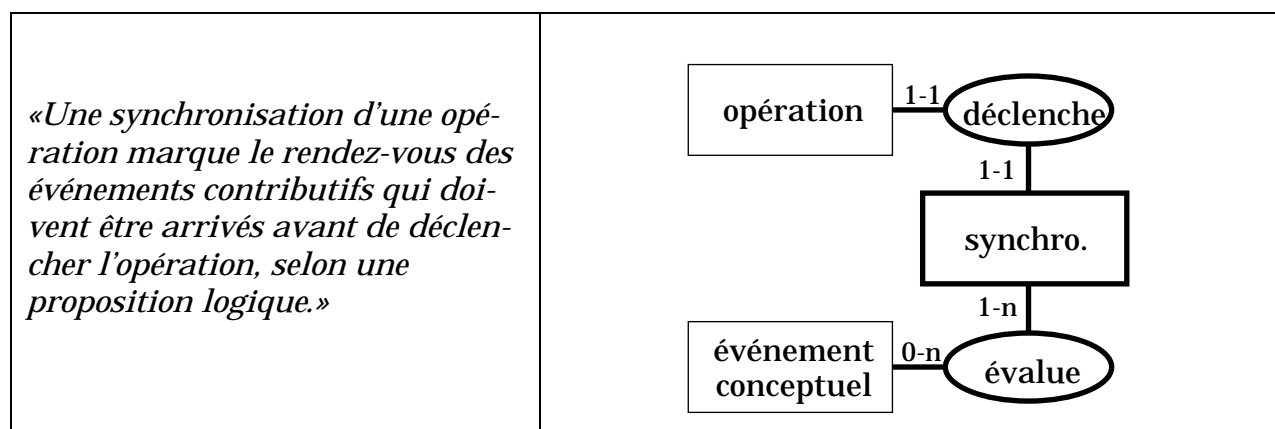 «Une synchronisation d'une opé-
ration marque le rendez-vous des
événements contributifs qui doi-
vent être arrivés avant de déclen-
cher l'opération, selon une
proposition logique.»
opération
1-1
déclenche
1-1
synchro.
1-n
événement
conceptuel
0-n
évalue